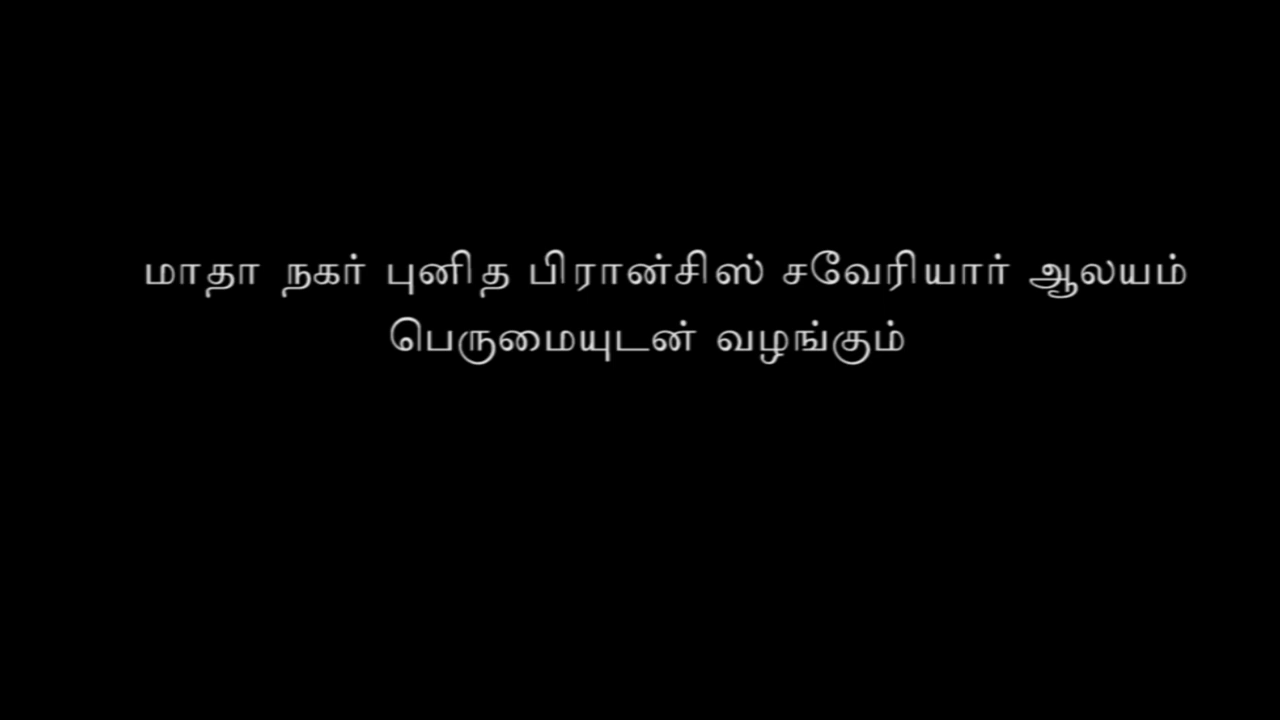 மாதா நகர் புனித பிரான்சிஸ் சவேரியார் ஆலயம்
பெருமையுடன் வழங்கும்